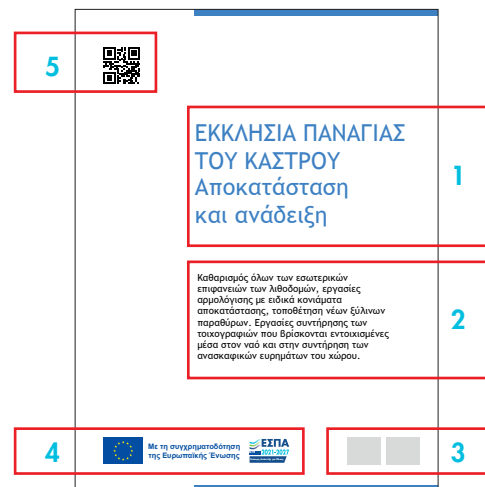 5
ΕΚΚΛΗΣΙΑ ΠΑΝΑΓΙΑΣ
ΤΟΥ ΚΑΣΤΡΟΥ
Αποκατάσταση
και ανάδειξη
1
Καθαρισμός όλων των εσωτερικών
επιφανειών των λιθοδομών, εργασίες
αρμολόγισης με ειδικά κονιάματα
αποκατάστασης, τοποθέτηση νέων ξύλινων
παραθύρων. Εργασίες συντήρησης των
τοιχογραφιών που βρίσκονται εντοιχισμένες
μέσα στον ναό και στην συντήρηση των
ανασκαφικών ευρημάτων του χώρου.
2
4
Με τη συγχρηματοδότηση
της Ευρωπαϊκής Ένωσης
ΕΣΠΑ
2021-2027
3